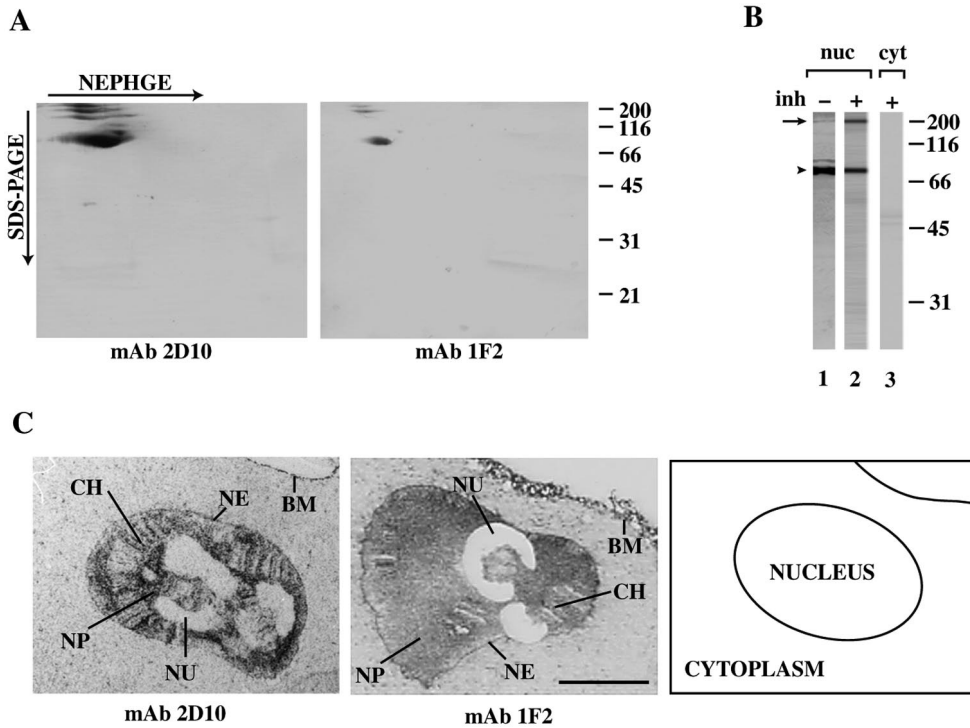 A
NEPHGE
SDS-PAGE
200
116
66
45
31
21
mAb 2D10
mAb 1F2
B
nuc cyt
inh – + +
200
116
66
45
31
1 2 3
C
CH
NE
BM
NP
NU
mAb 2D10
NU
BM
CH
NP
NE
mAb 1F2
NUCLEUS
CYTOPLASM